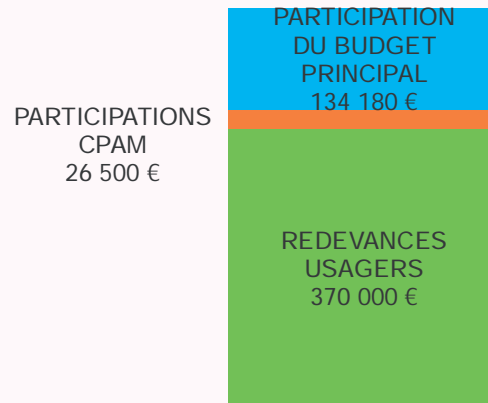 PARTICIPATION
DU BUDGET
PRINCIPAL
134 180 €
PARTICIPATIONS
CPAM
26 500 €
REDEVANCES
USAGERS
370 000 €